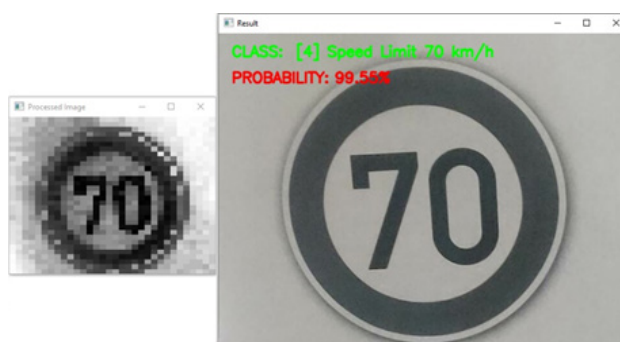 Processed Image
70
Result
CLASS: [4] Speed Limit 70 km/h
PROBABILITY: 99.55%
70